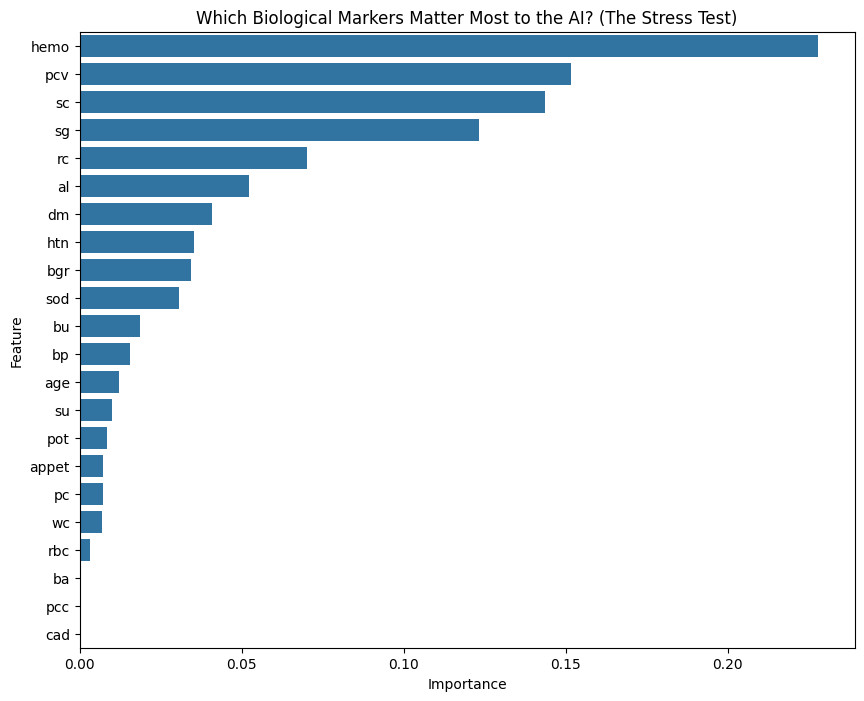 Which Biological Markers Matter Most to the AI? (The Stress Test)
hemo
pcv
sc
sg
rc
al
dm
htn
bgr
sod
bu
bp
age
su
pot
appet
pc
wc
rbc
ba
pcc
cad
Feature
0.00 0.05 0.10 0.15 0.20
Importance